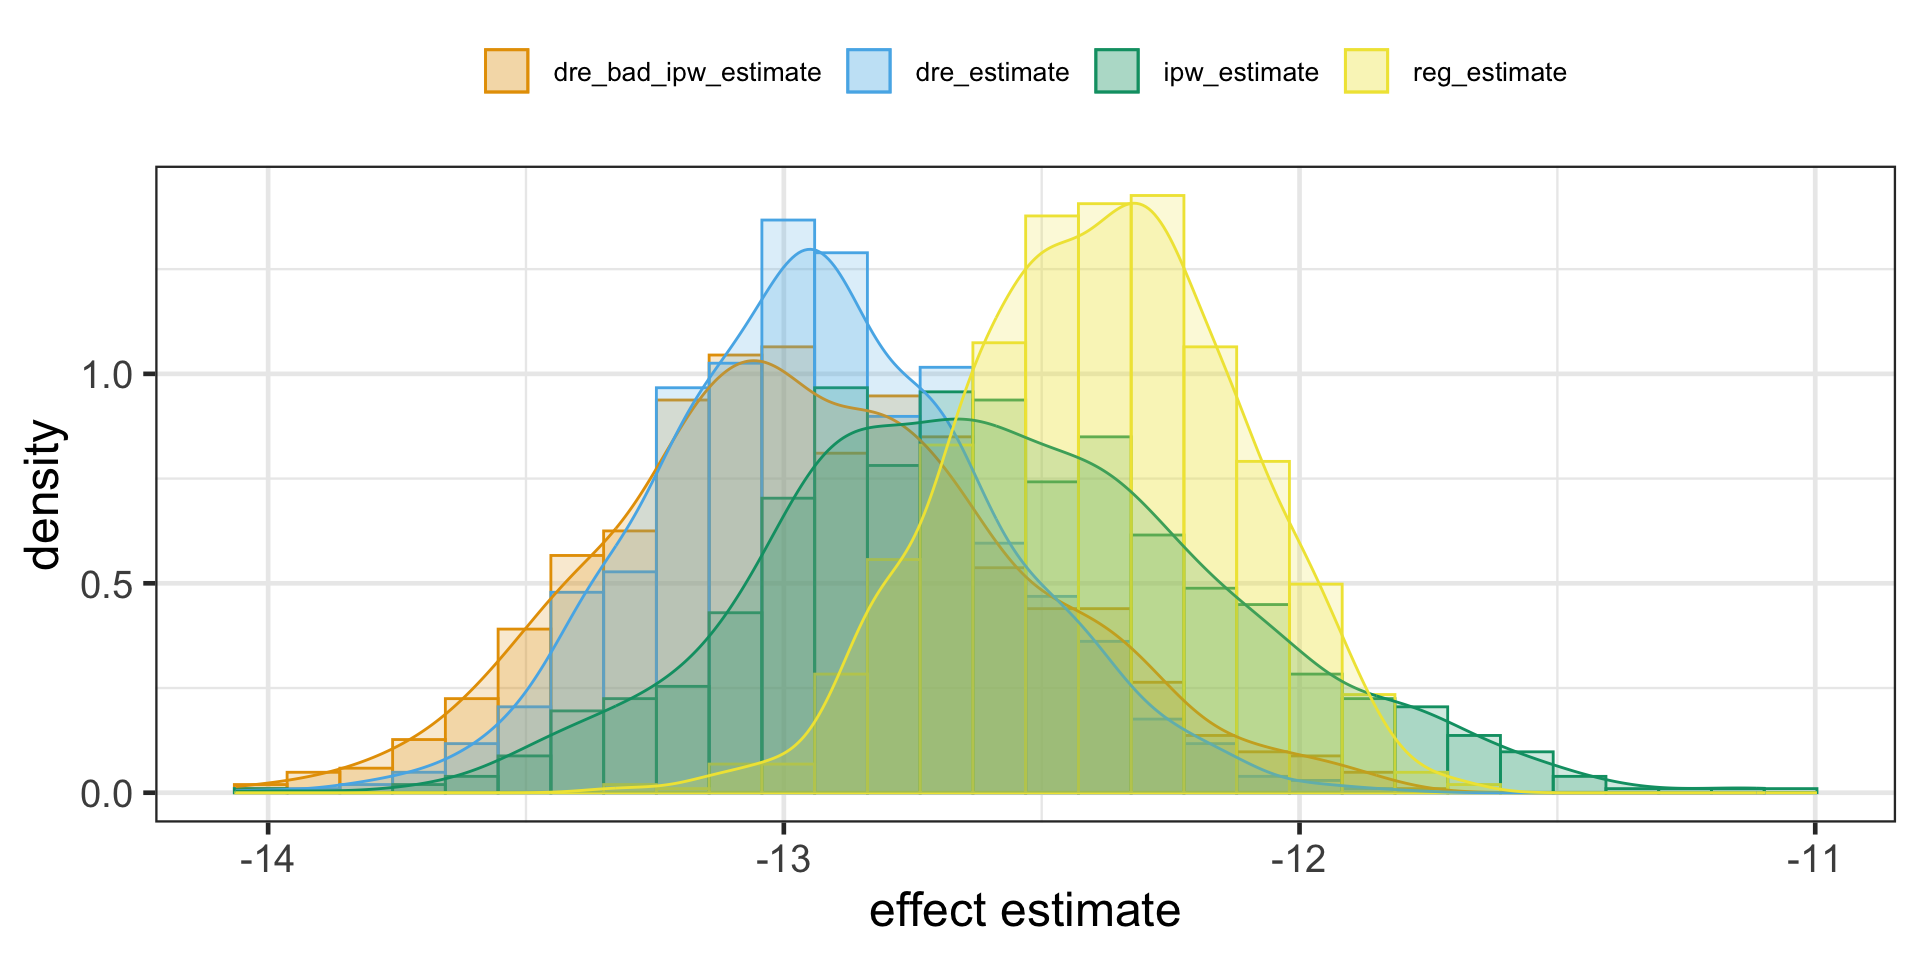 dre_bad_ipw_estimate dre_estimate ipw_estimate reg_estimate
density
1.0
0.5
0.0
-14 -13 -12 -11
effect estimate